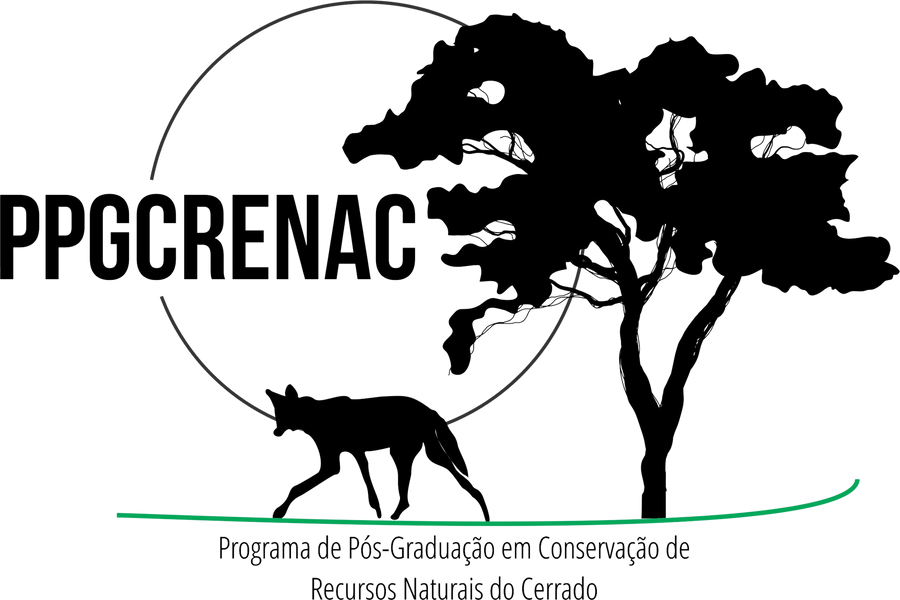 PPGCRENAC
Programa de Pós-Graduação em Conservação de
Recursos Naturais do Cerrado